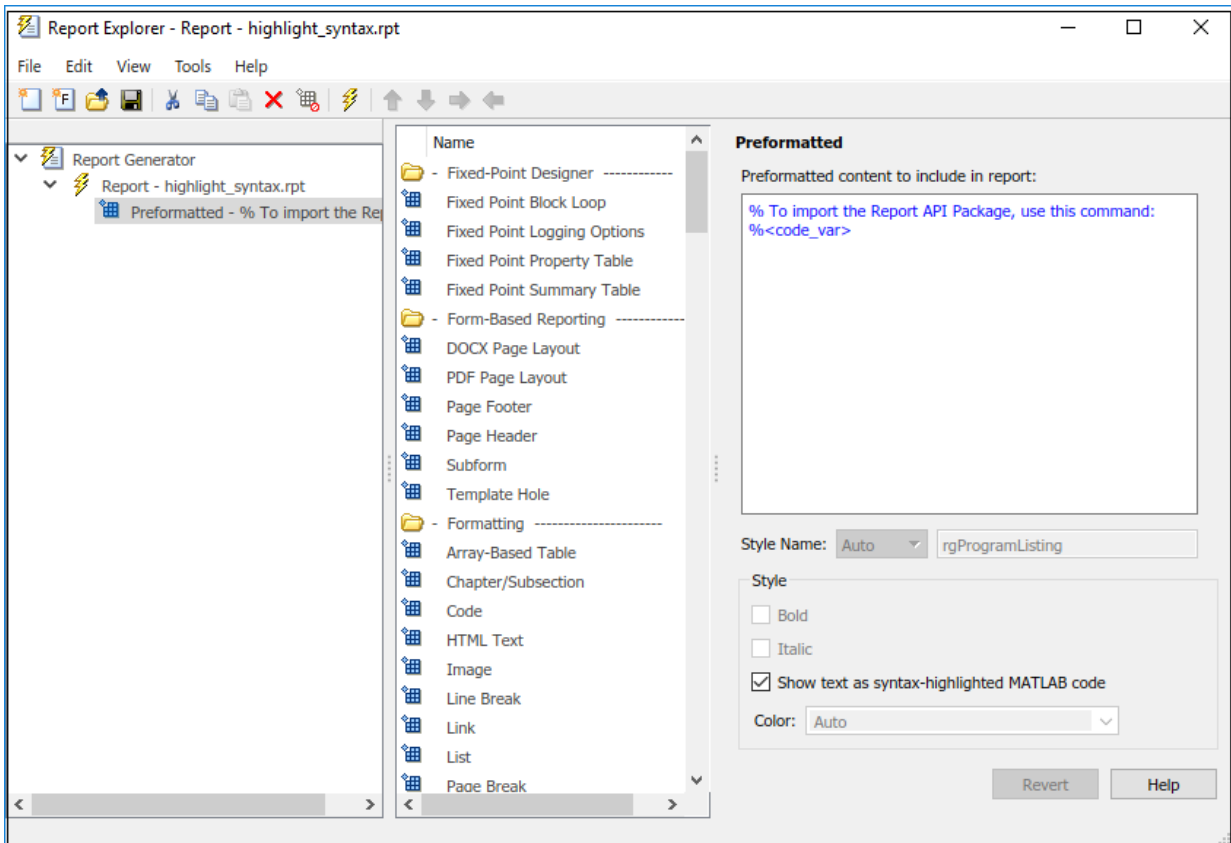 Report Explorer - Report - highlight_syntax.rpt
File Edit View Tools Help
Report Generator
Report - highlight_syntax.rpt
Preformatted - % To import the Rep
Name
- Fixed-Point Designer ------------
Fixed Point Block Loop
Fixed Point Logging Options
Fixed Point Property Table
Fixed Point Summary Table
- Form-Based Reporting ------------
DOCX Page Layout
PDF Page Layout
Page Footer
Page Header
Subform
Template Hole
- Formatting ----------------------
Array-Based Table
Chapter/Subsection
Code
HTML Text
Image
Line Break
Link
List
Page Break
Preformatted
Preformatted content to include in report:
% To import the Report API Package, use this command:
%<code_var>
Style Name: Auto rgProgramListing
Style
Bold
Italic
Show text as syntax-highlighted MATLAB code
Color: Auto
Revert Help